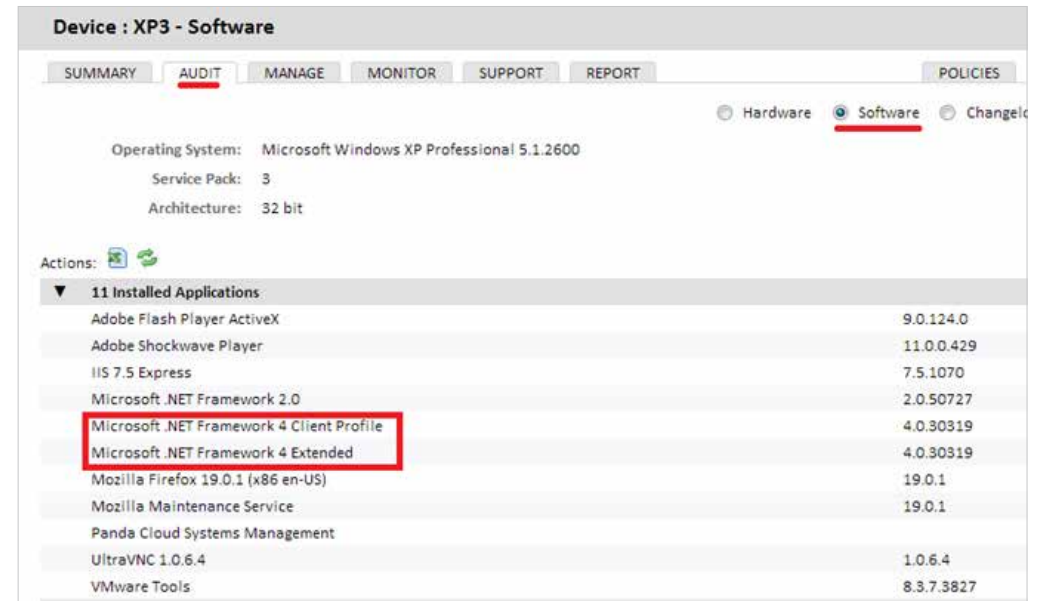 Device : XP3 - Software
SUMMARY AUDIT MANAGE MONITOR SUPPORT REPORT POLICIES
Hardware Software Changelo
Operating System: Microsoft Windows XP Professional 5.1.2600
Service Pack: 3
Architecture: 32 bit
Actions:
11 Installed Applications
Adobe Flash Player ActiveX 9.0.124.0
Adobe Shockwave Player 11.0.0.429
IIS 7.5 Express 7.5.1070
Microsoft .NET Framework 2.0 2.0.50727
Microsoft .NET Framework 4 Client Profile 4.0.30319
Microsoft .NET Framework 4 Extended 4.0.30319
Mozilla Firefox 19.0.1 (x86 en-US) 19.0.1
Mozilla Maintenance Service 19.0.1
Panda Cloud Systems Management
UltraVNC 1.0.6.4 1.0.6.4
VMware Tools 8.3.7.3827